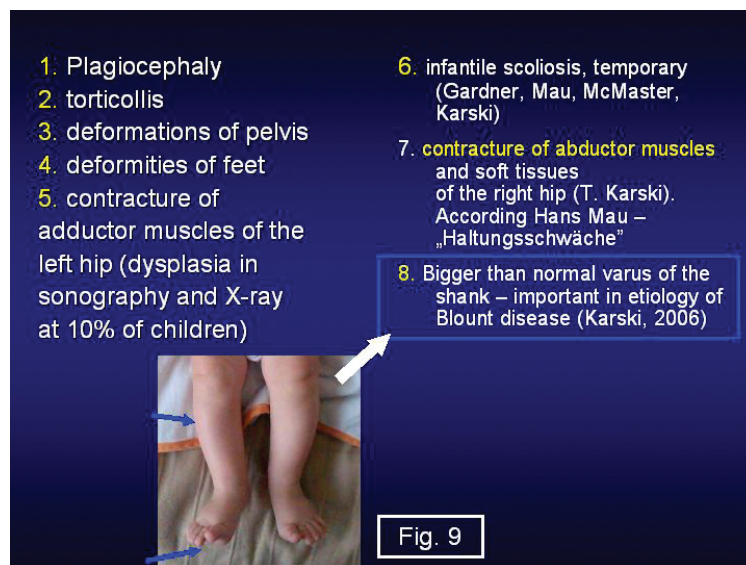 1. Plagiocephaly
2. torticollis
3. deformations of pelvis
4. deformities of feet
5. contracture of
adductor muscles of the
left hip (dysplasia in
sonography and X-ray
at 10% of children)
6. infantile scoliosis, temporary
(Gardner, Mau, McMaster,
Karski)
7. contracture of abductor muscles
and soft tissues
of the right hip (T. Karski).
According Hans Mau –
„Haltungsschwäche”
8. Bigger than normal varus of the
shank – important in etiology of
Blount disease (Karski, 2006)
Fig. 9